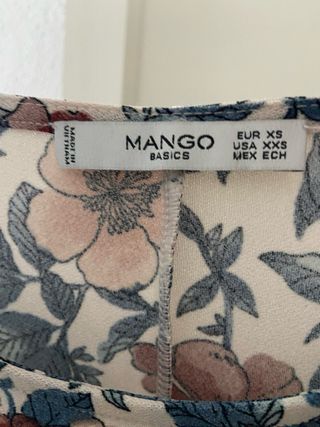 MADE IN
VIETNAM
MANGO
BASICS
EUR XS
USA XXS
MEX ECH